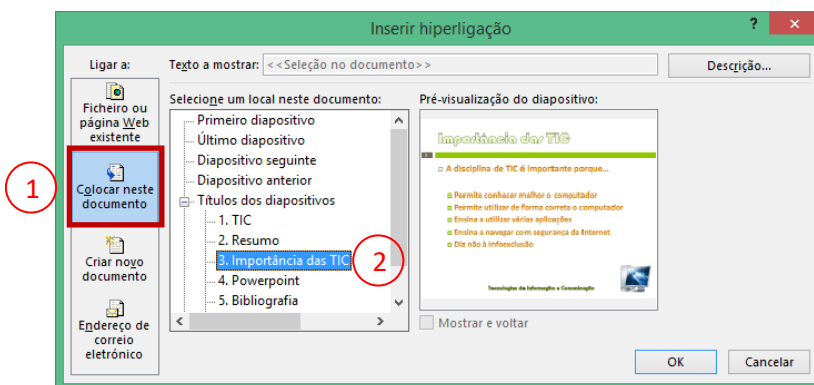 Inserir hiperligação
?
×
Ligar a:
Texto a mostrar:
<<Seleção no documento>>
Descrição...
Ficheiro ou
página Web
existente
Colocar neste
documento
Criar novo
documento
Endereço de
correio
eletrónico
1
Selecione um local neste documento:
Primeiro diapositivo
Último diapositivo
Diapositivo seguinte
Diapositivo anterior
Títulos dos diapositivos
1. TIC
2. Resumo
3. Importância das TIC
4. Powerpoint
5. Bibliografia
2
Pré-visualização do diapositivo:
Importância das TIC
A disciplina de TIC é importante porque...
Permite conhecer melhor o computador
Permite utilizar de forma correta o computador
Ensina a utilizar várias aplicações
Ensina a navegar com segurança da Internet
Diz não à infoexclusão
Tecnologias da Informação e Comunicação
Mostrar e voltar
OK
Cancelar